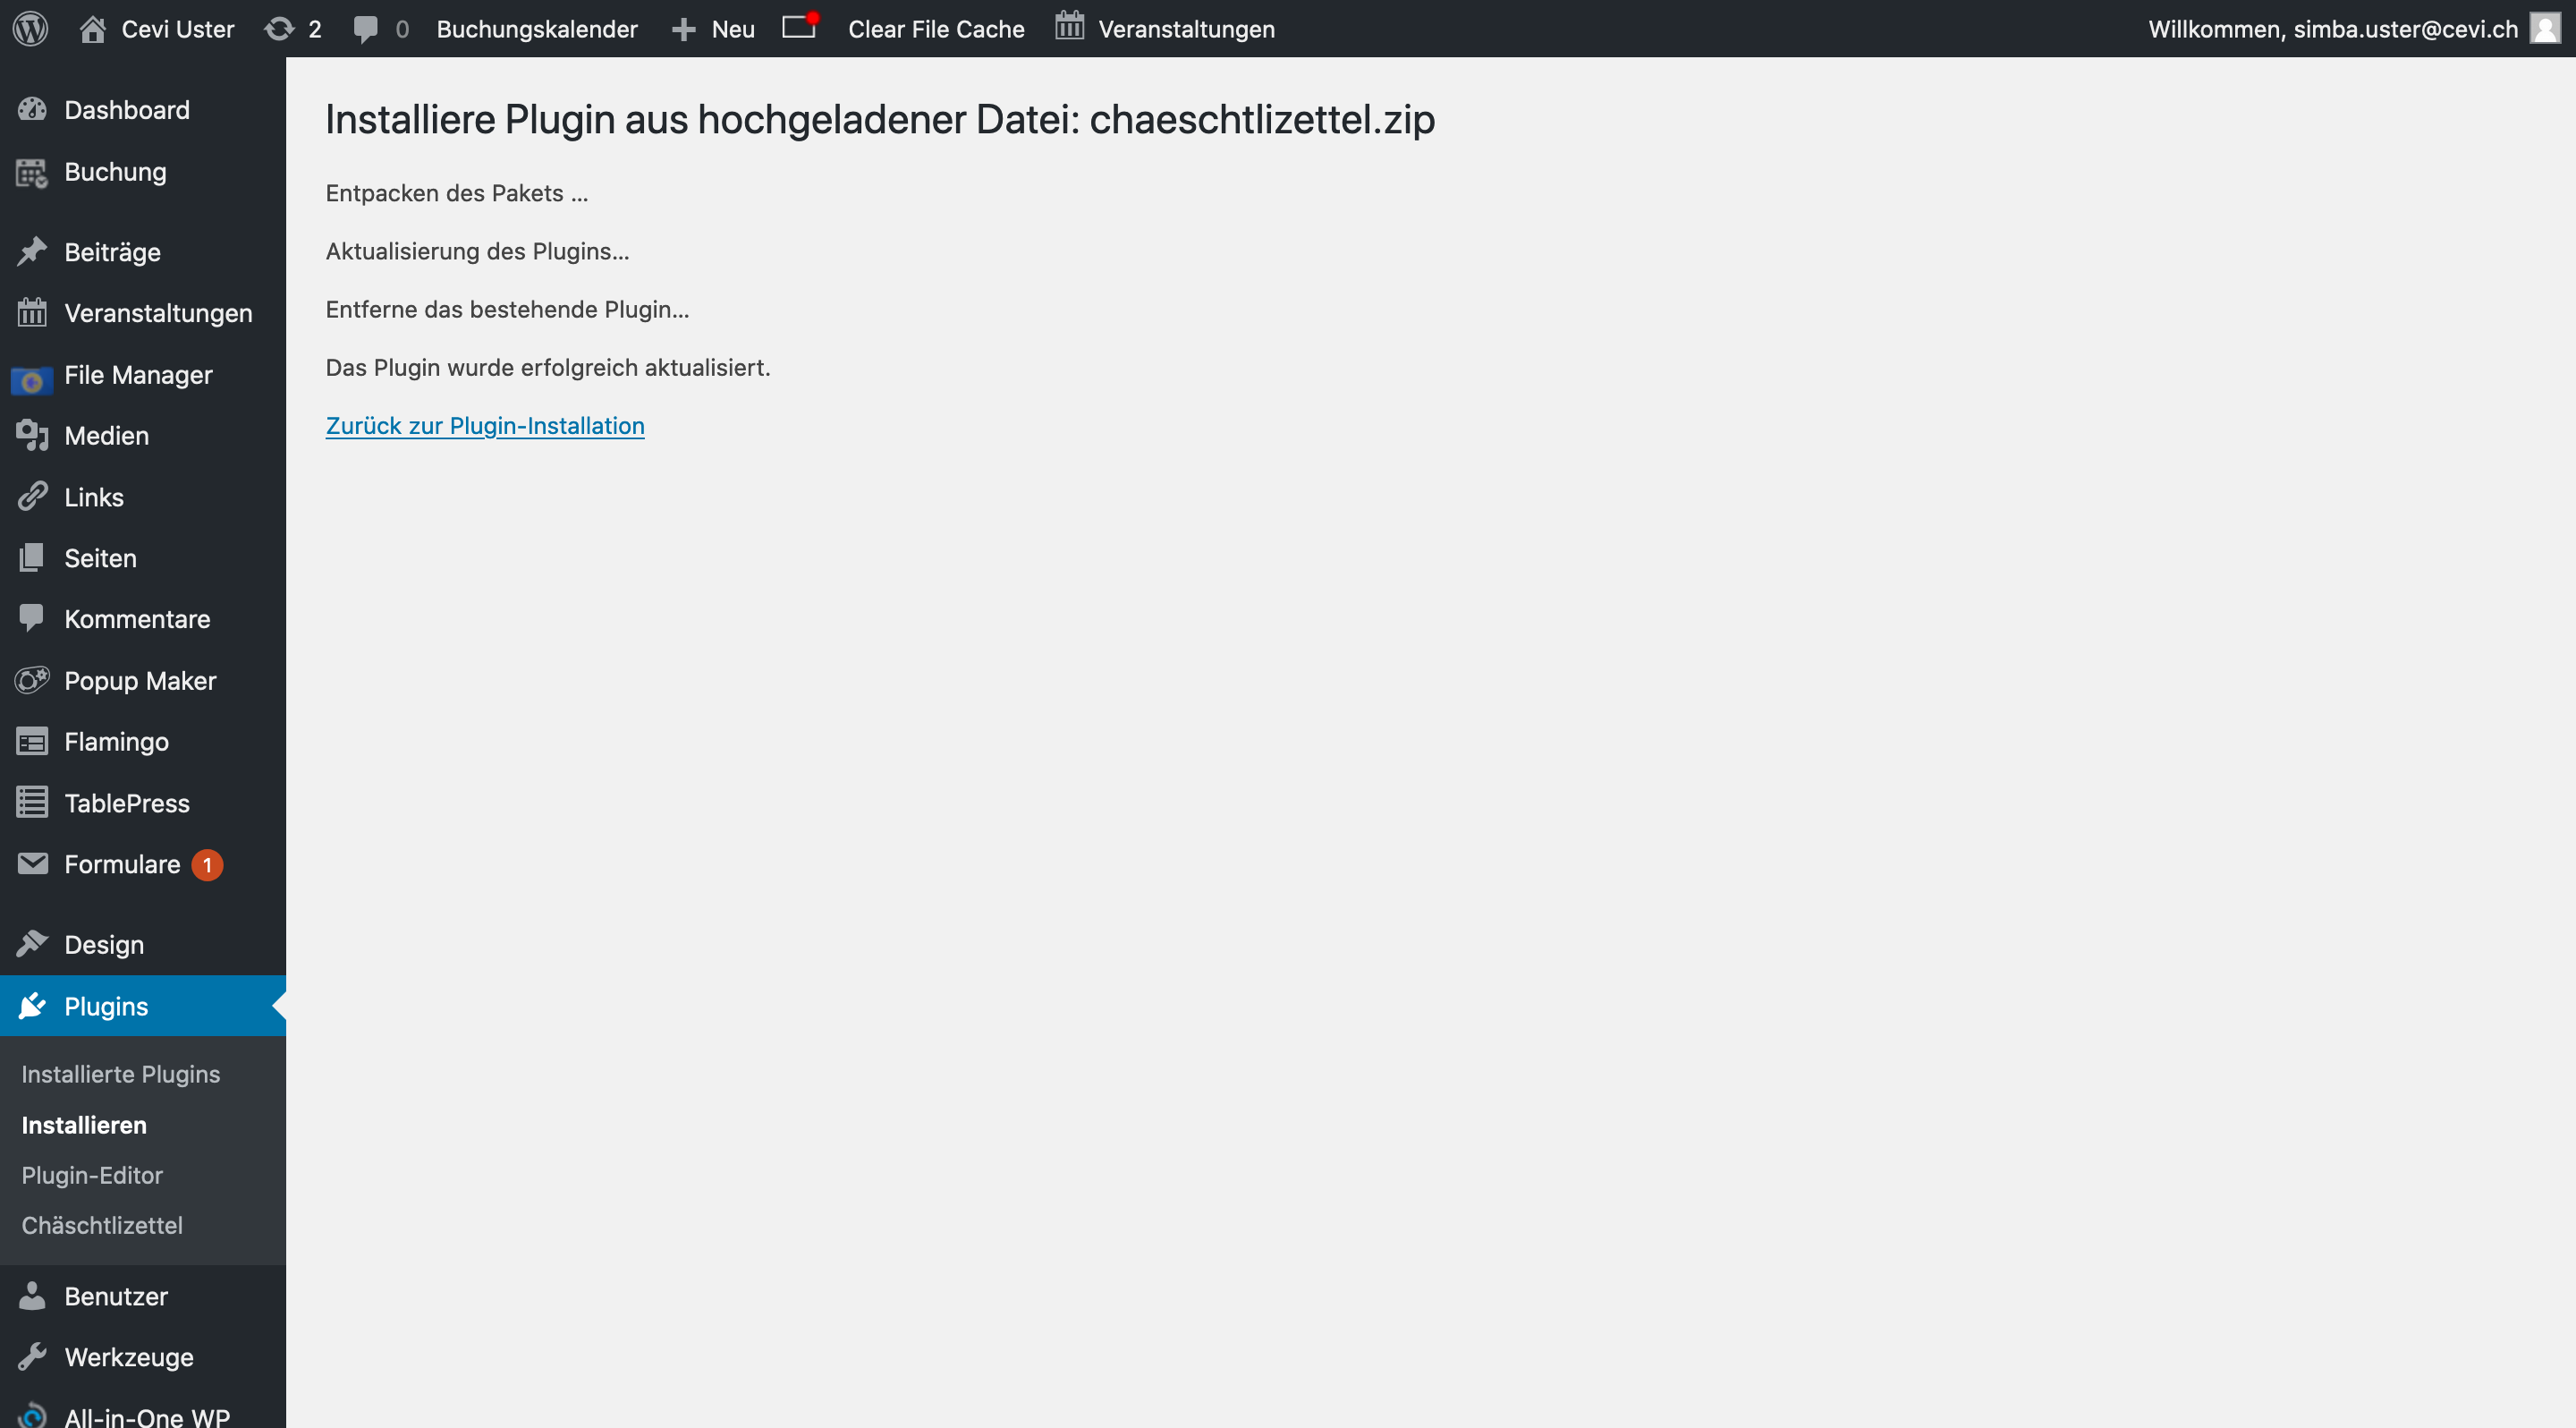 Cevi Uster 2 0 Buchungskalender Neu Clear File Cache Veranstaltungen Willkommen, simba.uster@cevi.ch
Dashboard
Buchung
Beiträge
Veranstaltungen
File Manager
Medien
Links
Seiten
Kommentare
Popup Maker
Flamingo
TablePress
Formulare 1
Design
Plugins
Installierte Plugins
Installieren
Plugin-Editor
Chäschtlizettel
Benutzer
Werkzeuge
All-in-One WP
Installiere Plugin aus hochgeladener Datei: chaeschtlizettel.zip
Entpacken des Pakets ...
Aktualisierung des Plugins...
Entferne das bestehende Plugin...
Das Plugin wurde erfolgreich aktualisiert.
Zurück zur Plugin-Installation